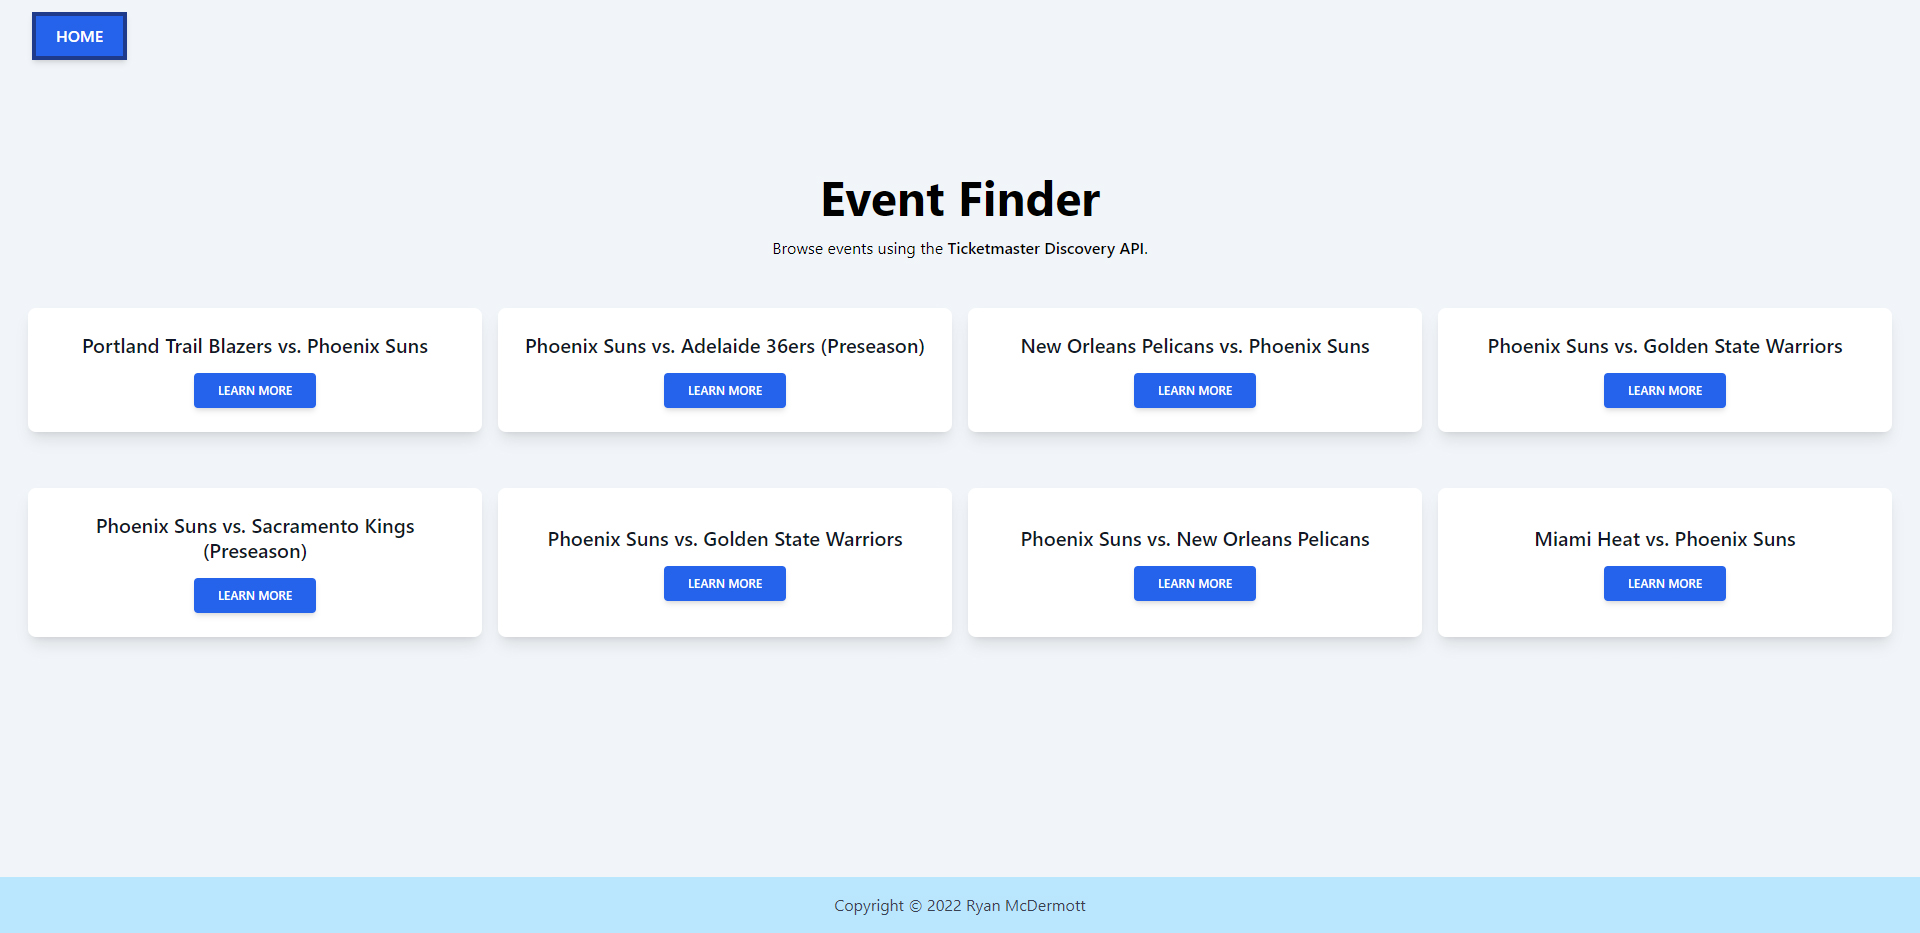 HOME
Event Finder
Browse events using the Ticketmaster Discovery API.
Portland Trail Blazers vs. Phoenix Suns
LEARN MORE
Phoenix Suns vs. Adelaide 36ers (Preseason)
LEARN MORE
New Orleans Pelicans vs. Phoenix Suns
LEARN MORE
Phoenix Suns vs. Golden State Warriors
LEARN MORE
Phoenix Suns vs. Sacramento Kings
(Preseason)
LEARN MORE
Phoenix Suns vs. Golden State Warriors
LEARN MORE
Phoenix Suns vs. New Orleans Pelicans
LEARN MORE
Miami Heat vs. Phoenix Suns
LEARN MORE
Copyright © 2022 Ryan McDermott